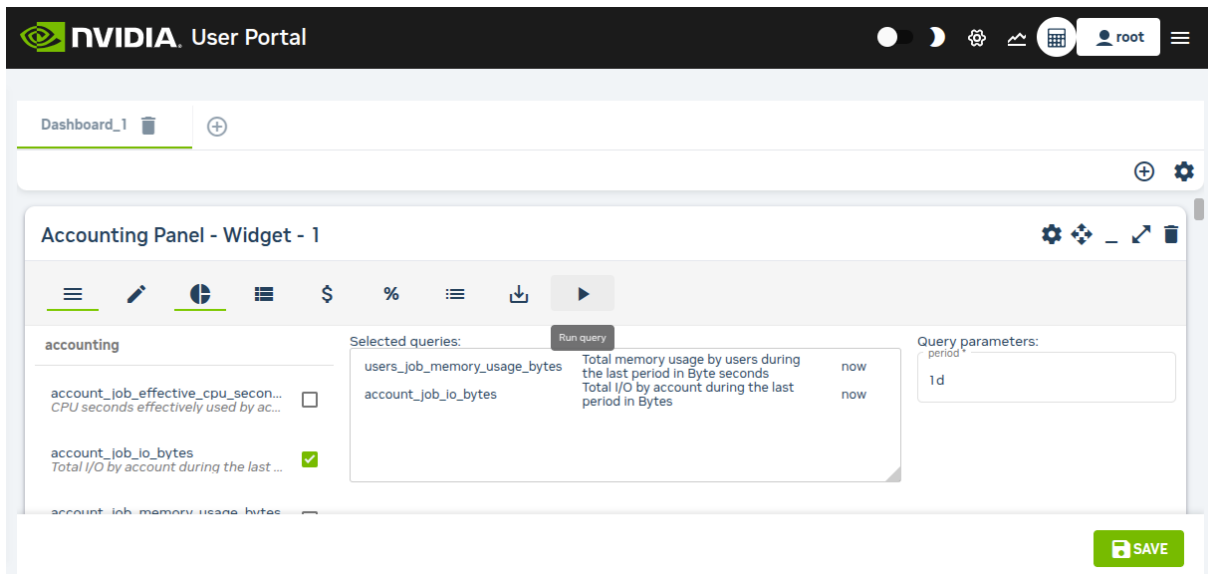 NVIDIA. User Portal
root
Dashboard_1
Accounting Panel - Widget - 1
$
%
Run query
accounting
account_job_effective_cpu_secon...
CPU seconds effectively used by ac...
account_job_io_bytes
Total I/O by account during the last ...
account_job_memory_usage_bytes
Selected queries:
users_job_memory_usage_bytes Total memory usage by users during now
the last period in Byte seconds
account_job_io_bytes Total I/O by account during the last now
period in Bytes
Query parameters:
period *
1d
SAVE